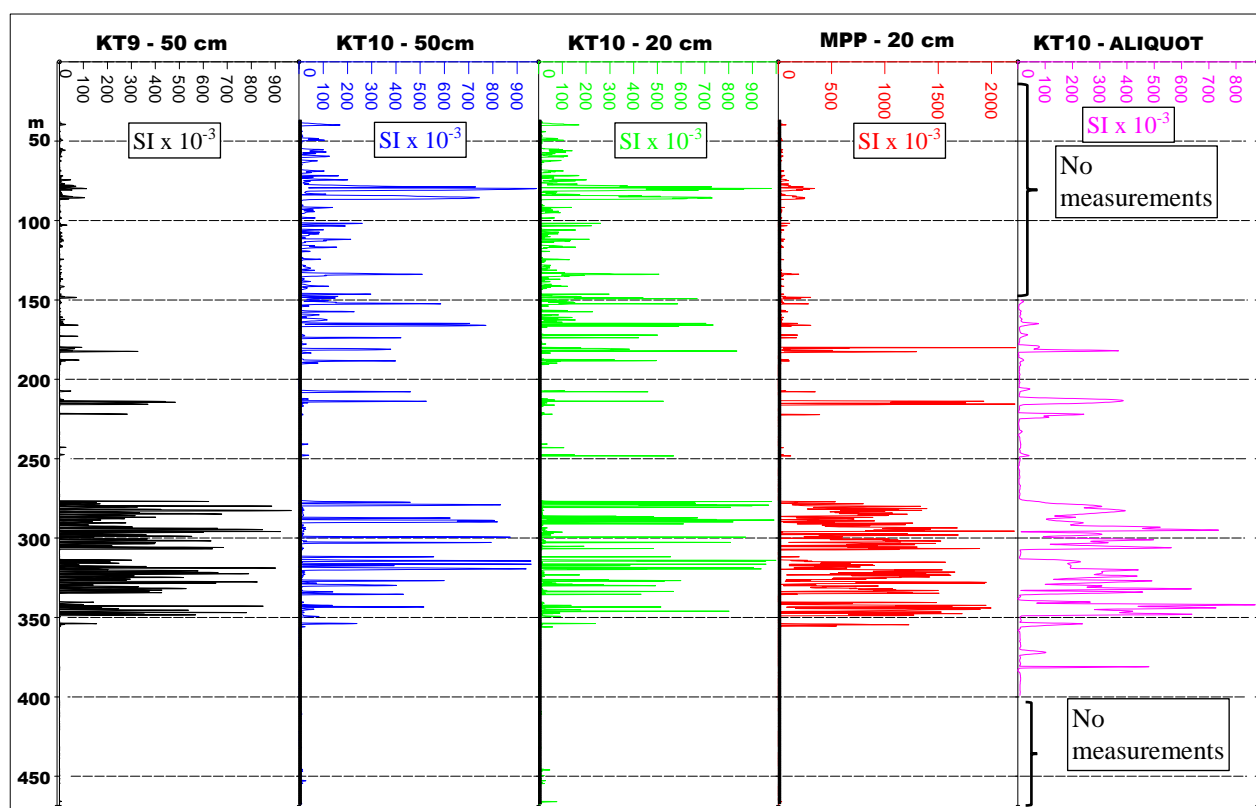 KT9 - 50 cm
KT10 - 50cm
KT10 - 20 cm
MPP - 20 cm
KT10 - ALIQUOT
0 100 200 300 400 500 600 700 800 900
0 100 200 300 400 500 600 700 800 900
0 100 200 300 400 500 600 700 800 900
0 500 1000 1500 2000
0 100 200 300 400 500 600 700 800
m
SI x 10⁻³
SI x 10⁻³
SI x 10⁻³
SI x 10⁻³
SI x 10⁻³
50
No
measurements
100
150
200
250
300
350
400
No
measurements
450